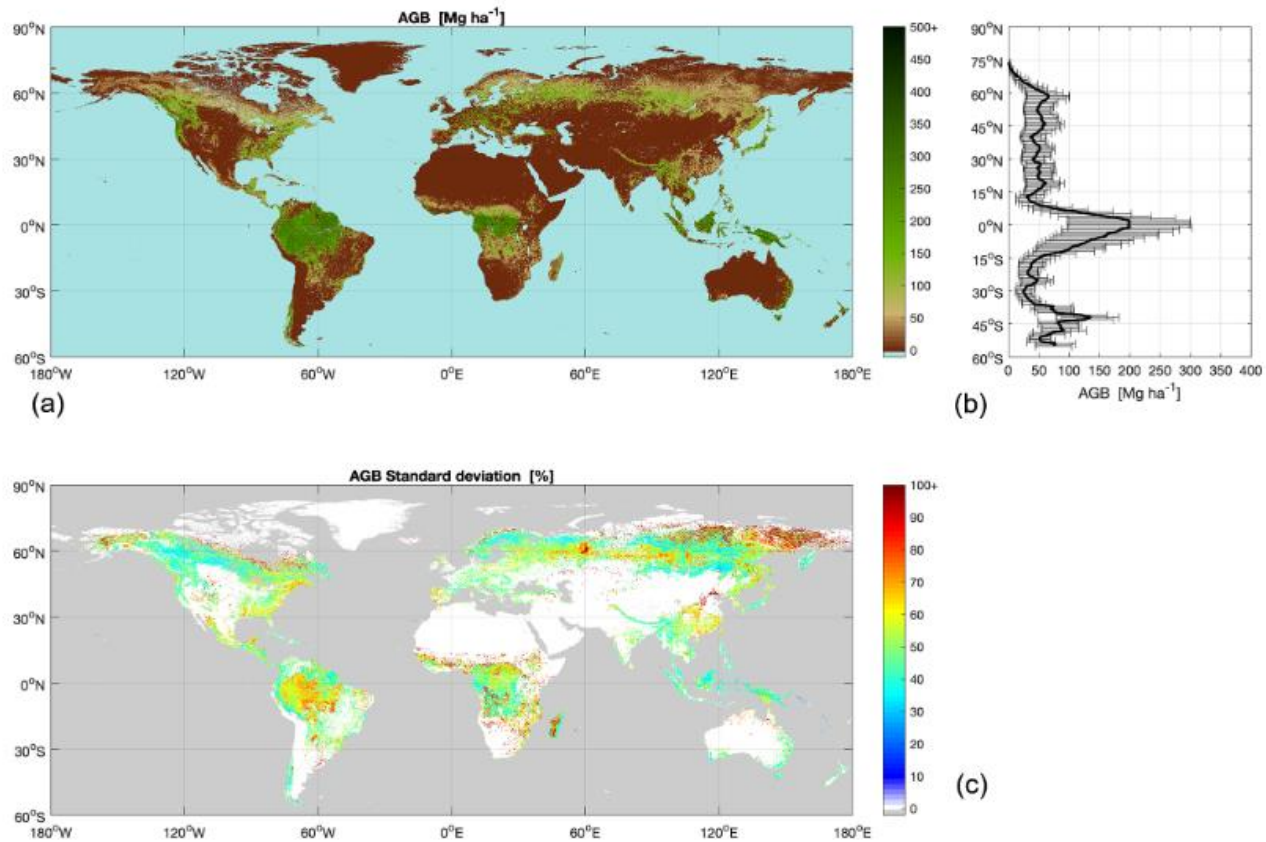 AGB [Mg ha⁻¹]
90°N
75°N
60°N
45°N
30°N
15°N
0°N
15°S
30°S
45°S
60°S
0 50 100 150 200 250 300 350 400
AGB [Mg ha⁻¹]
(b)
90°N
60°N
30°N
0°N
30°S
60°S
180°W 120°W 60°W 0°E 60°E 120°E 180°E
500+
450
400
350
300
250
200
150
100
50
0
(a)
AGB Standard deviation [%]
90°N
60°N
30°N
0°N
30°S
60°S
180°W 120°W 60°W 0°E 60°E 120°E 180°E
100+
90
80
70
60
50
40
30
20
10
0
(c)